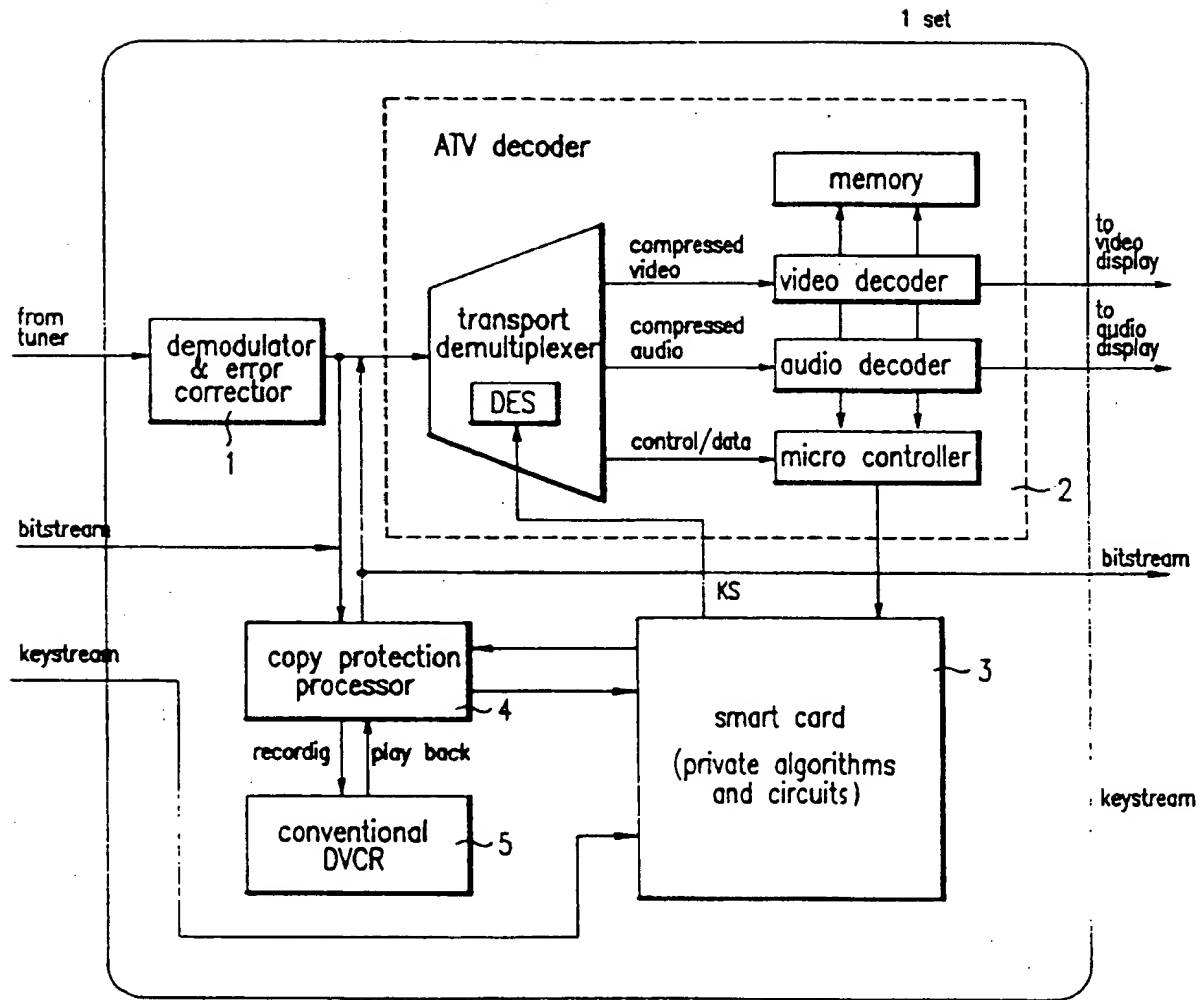 1 set
ATV decoder
memory
compressed
video
video decoder
to
video
display
from
tuner
demodulator
& error
correctior
1
transport
demultiplexer
DES
compressed
audio
audio decoder
to
audio
display
control/data
micro controller
2
bitstream
bitstream
KS
keystream
copy protection
processor
4
3
smart card
(private algorithms
and circuits)
recordig
play back
keystream
conventional
DVCR
5